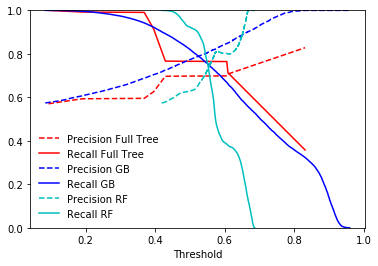 1.0
0.8
0.6
0.4
0.2
0.0
Precision Full Tree
Recall Full Tree
Precision GB
Recall GB
Precision RF
Recall RF
0.2 0.4 0.6 0.8 1.0
Threshold